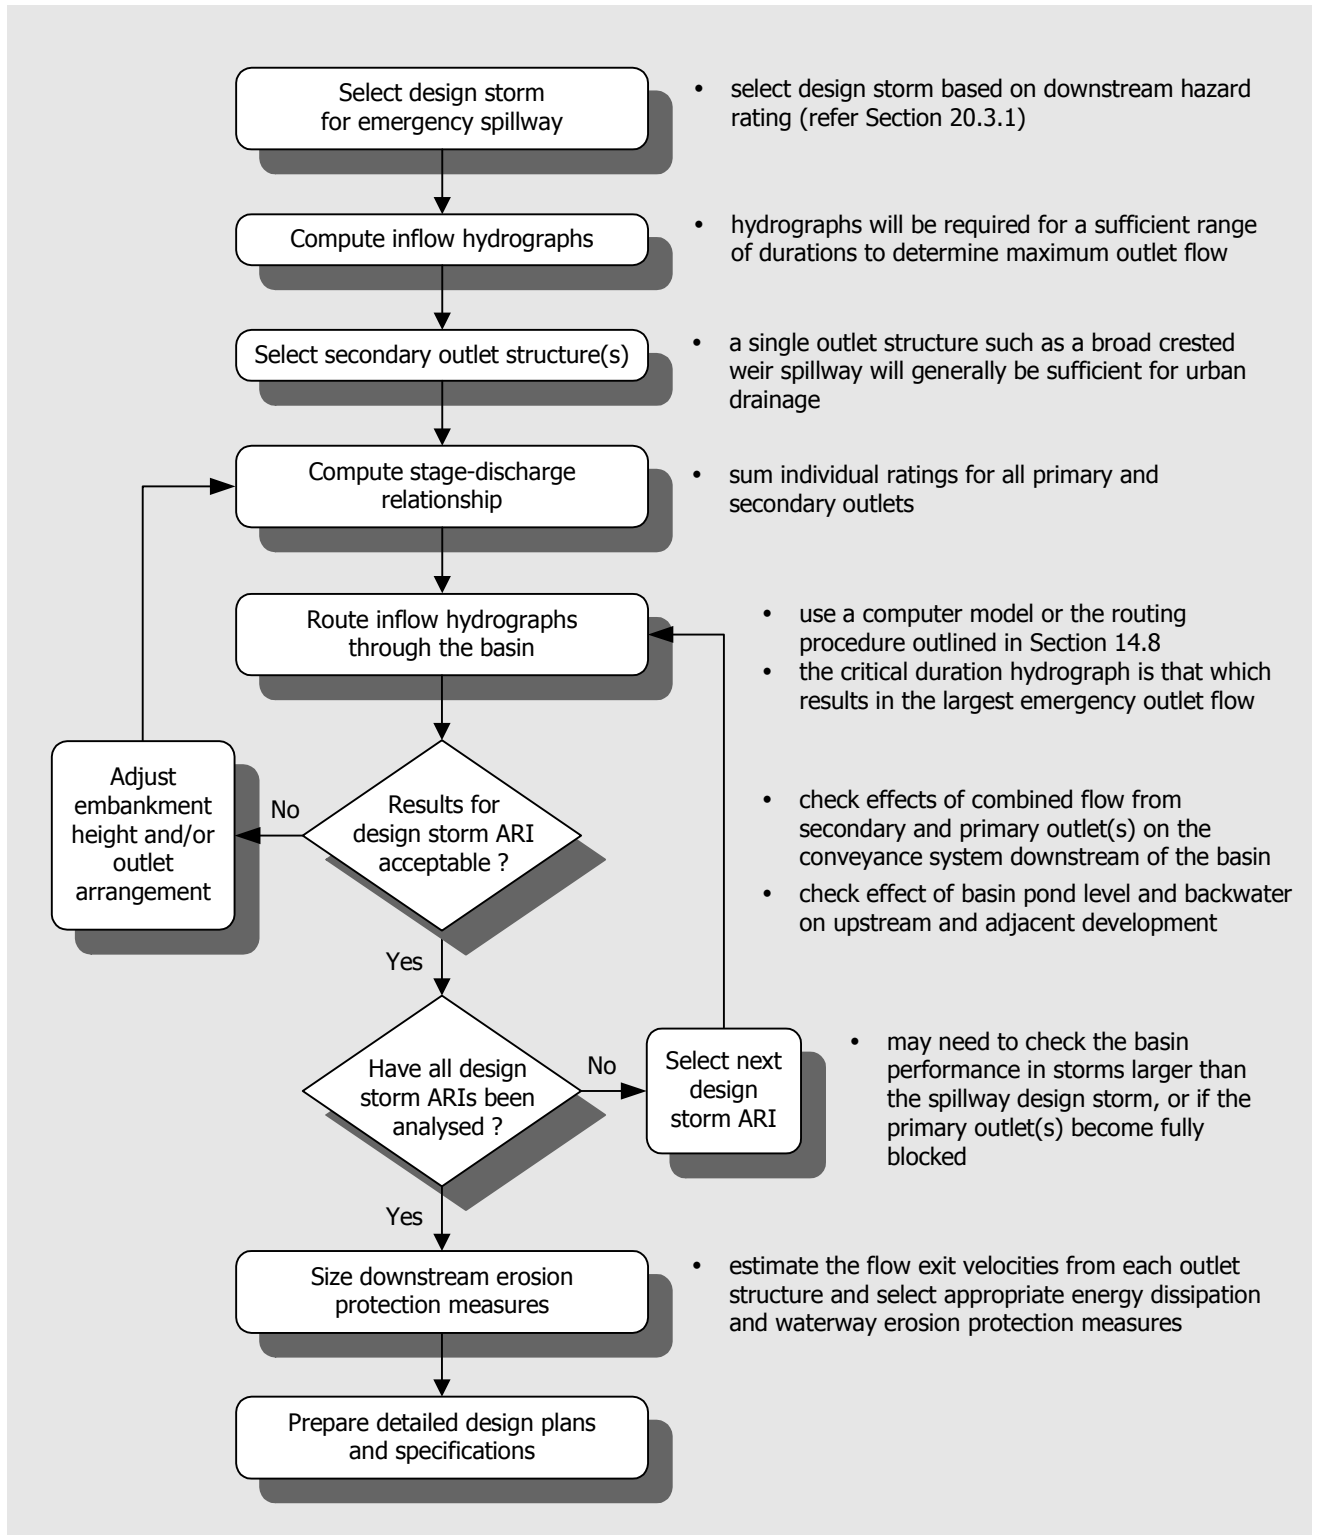 Select design storm
for emergency spillway
• select design storm based on downstream hazard
rating (refer Section 20.3.1)
Compute inflow hydrographs
• hydrographs will be required for a sufficient range
of durations to determine maximum outlet flow
Select secondary outlet structure(s)
• a single outlet structure such as a broad crested
weir spillway will generally be sufficient for urban
drainage
Compute stage-discharge
relationship
• sum individual ratings for all primary and
secondary outlets
Route inflow hydrographs
through the basin
• use a computer model or the routing
procedure outlined in Section 14.8
• the critical duration hydrograph is that which
results in the largest emergency outlet flow
Adjust
embankment
height and/or
outlet
arrangement
No
Results for
design storm ARI
acceptable ?
• check effects of combined flow from
secondary and primary outlet(s) on the
conveyance system downstream of the basin
• check effect of basin pond level and backwater
on upstream and adjacent development
Yes
Have all design
storm ARIs been
analysed ?
No
Select next
design
storm ARI
• may need to check the basin
performance in storms larger than
the spillway design storm, or if the
primary outlet(s) become fully
blocked
Yes
Size downstream erosion
protection measures
• estimate the flow exit velocities from each outlet
structure and select appropriate energy dissipation
and waterway erosion protection measures
Prepare detailed design plans
and specifications